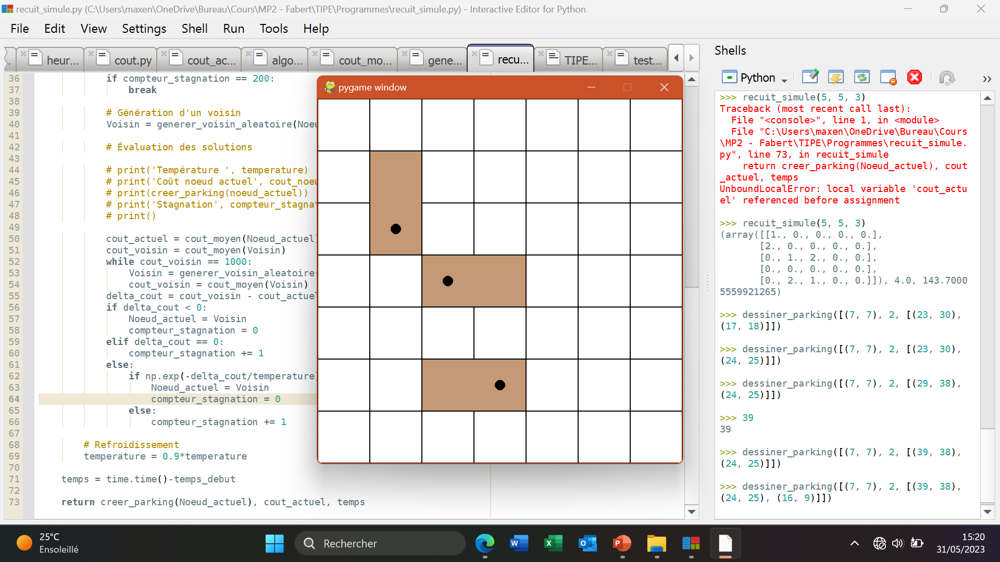 recuit_simule.py (C:\Users\maxen\OneDrive\Bureau\Cours\MP2 - Fabert\TIPE\Programmes\recuit_simule.py) - Interactive Editor for Python
File Edit View Settings Shell Run Tools Help
. heur... cout.py cout_ac... algo... cout_mo... gene... recu... TIPE... test...
36 if compteur_stagnation == 200:
37 break
38
39 # Génération d'un voisin
40 Voisin = generer_voisin_aleatoire(Noeu
41
42 # Évaluation des solutions
43
44 # print('Température ', temperature)
45 # print('Coût noeud actuel', cout_noeu
46 # print(creer_parking(noeud_actuel))
47 # print('Stagnation', compteur_stagnat
48 # print()
49
50 cout_actuel = cout_moyen(Noeud_actuel)
51 cout_voisin = cout_moyen(Voisin)
52 while cout_voisin == 1000:
53 Voisin = generer_voisin_aleatoire(
54 cout_voisin = cout_moyen(Voisin)
55 delta_cout = cout_voisin - cout_actuel
56 if delta_cout < 0:
57 Noeud_actuel = Voisin
58 compteur_stagnation = 0
59 elif delta_cout == 0:
60 compteur_stagnation += 1
61 else:
62 if np.exp(-delta_cout/temperature)
63 Noeud_actuel = Voisin
64 compteur_stagnation = 0
65 else:
66 compteur_stagnation += 1
67
68 # Refroidissement
69 temperature = 0.9*temperature
70
71 temps = time.time()-temps_debut
72
73 return creer_parking(Noeud_actuel), cout_actuel, temps
pygame window
Shells
Python
>>> recuit_simule(5, 5, 3)
Traceback (most recent call last):
File "<console>", line 1, in <module>
File "C:\Users\maxen\OneDrive\Bureau\Cours
\MP2 - Fabert\TIPE\Programmes\recuit_simule.
py", line 73, in recuit_simule
return creer_parking(Noeud_actuel), cout
_actuel, temps
UnboundLocalError: local variable 'cout_actu
el' referenced before assignment
>>> recuit_simule(5, 5, 3)
(array([[1., 0., 0., 0., 0.],
[2., 0., 0., 0., 0.],
[0., 1., 2., 0., 0.],
[0., 0., 0., 0., 0.],
[0., 2., 1., 0., 0.]]), 4.0, 143.7000
5559921265)
>>> dessiner_parking([(7, 7), 2, [(23, 30),
(17, 18)]])
>>> dessiner_parking([(7, 7), 2, [(23, 30),
(24, 25)]])
>>> dessiner_parking([(7, 7), 2, [(29, 38),
(24, 25)]])
>>> 39
39
>>> dessiner_parking([(7, 7), 2, [(39, 38),
(24, 25)]])
>>> dessiner_parking([(7, 7), 2, [(39, 38),
(24, 25), (16, 9)]])
25°C
Ensoleillé
Rechercher
15:20
31/05/2023